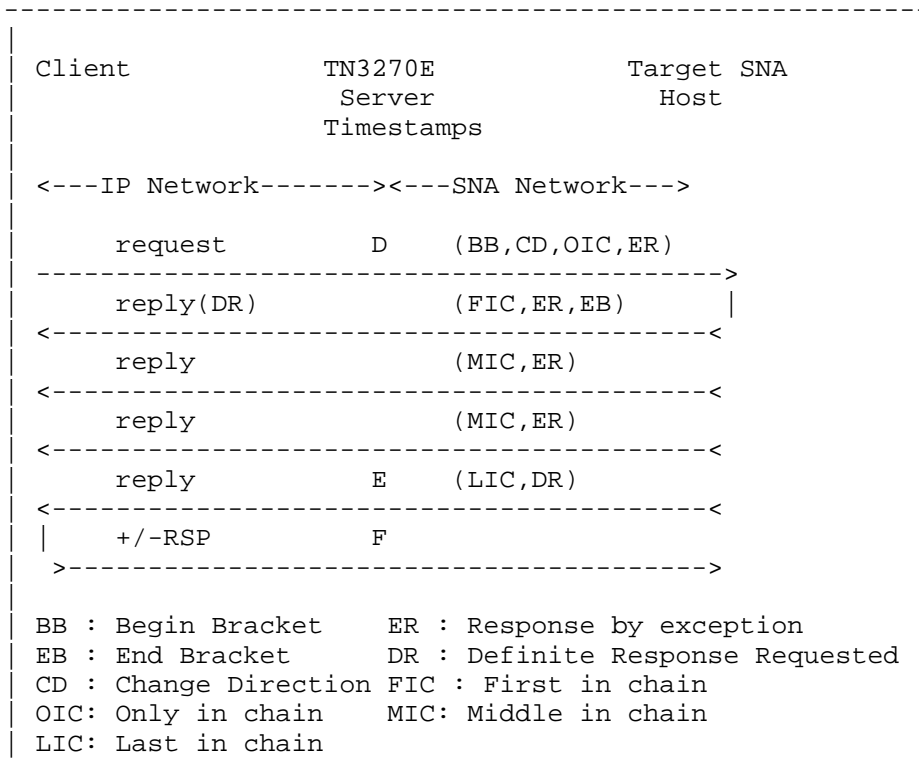 Client TN3270E Target SNA
Server Host
Timestamps
<---IP Network-------><---SNA Network--->
request D (BB,CD,OIC,ER)
reply(DR) (FIC,ER,EB)
reply (MIC,ER)
reply (MIC,ER)
reply E (LIC,DR)
+/-RSP F
BB : Begin Bracket ER : Response by exception
EB : End Bracket DR : Definite Response Requested
CD : Change Direction FIC : First in chain
OIC: Only in chain MIC: Middle in chain
LIC: Last in chain